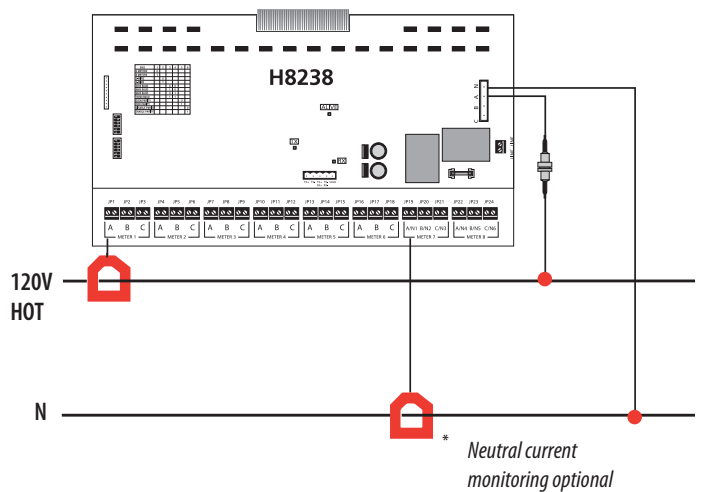 H8238
N
A
B
C
JP1 JP2 JP3 JP4 JP5 JP6 JP7 JP8 JP9 JP10 JP11 JP12 JP13 JP14 JP15 JP16 JP17 JP18 JP19 JP20 JP21 JP22 JP23 JP24
A B C A B C A B C A B C A B C A B C A/N1 B/N2 C/N3 A/N4 B/N5 C/N6
METER 1 METER 2 METER 3 METER 4 METER 5 METER 6 METER 7 METER 8
120V
HOT
N
*
Neutral current
monitoring optional